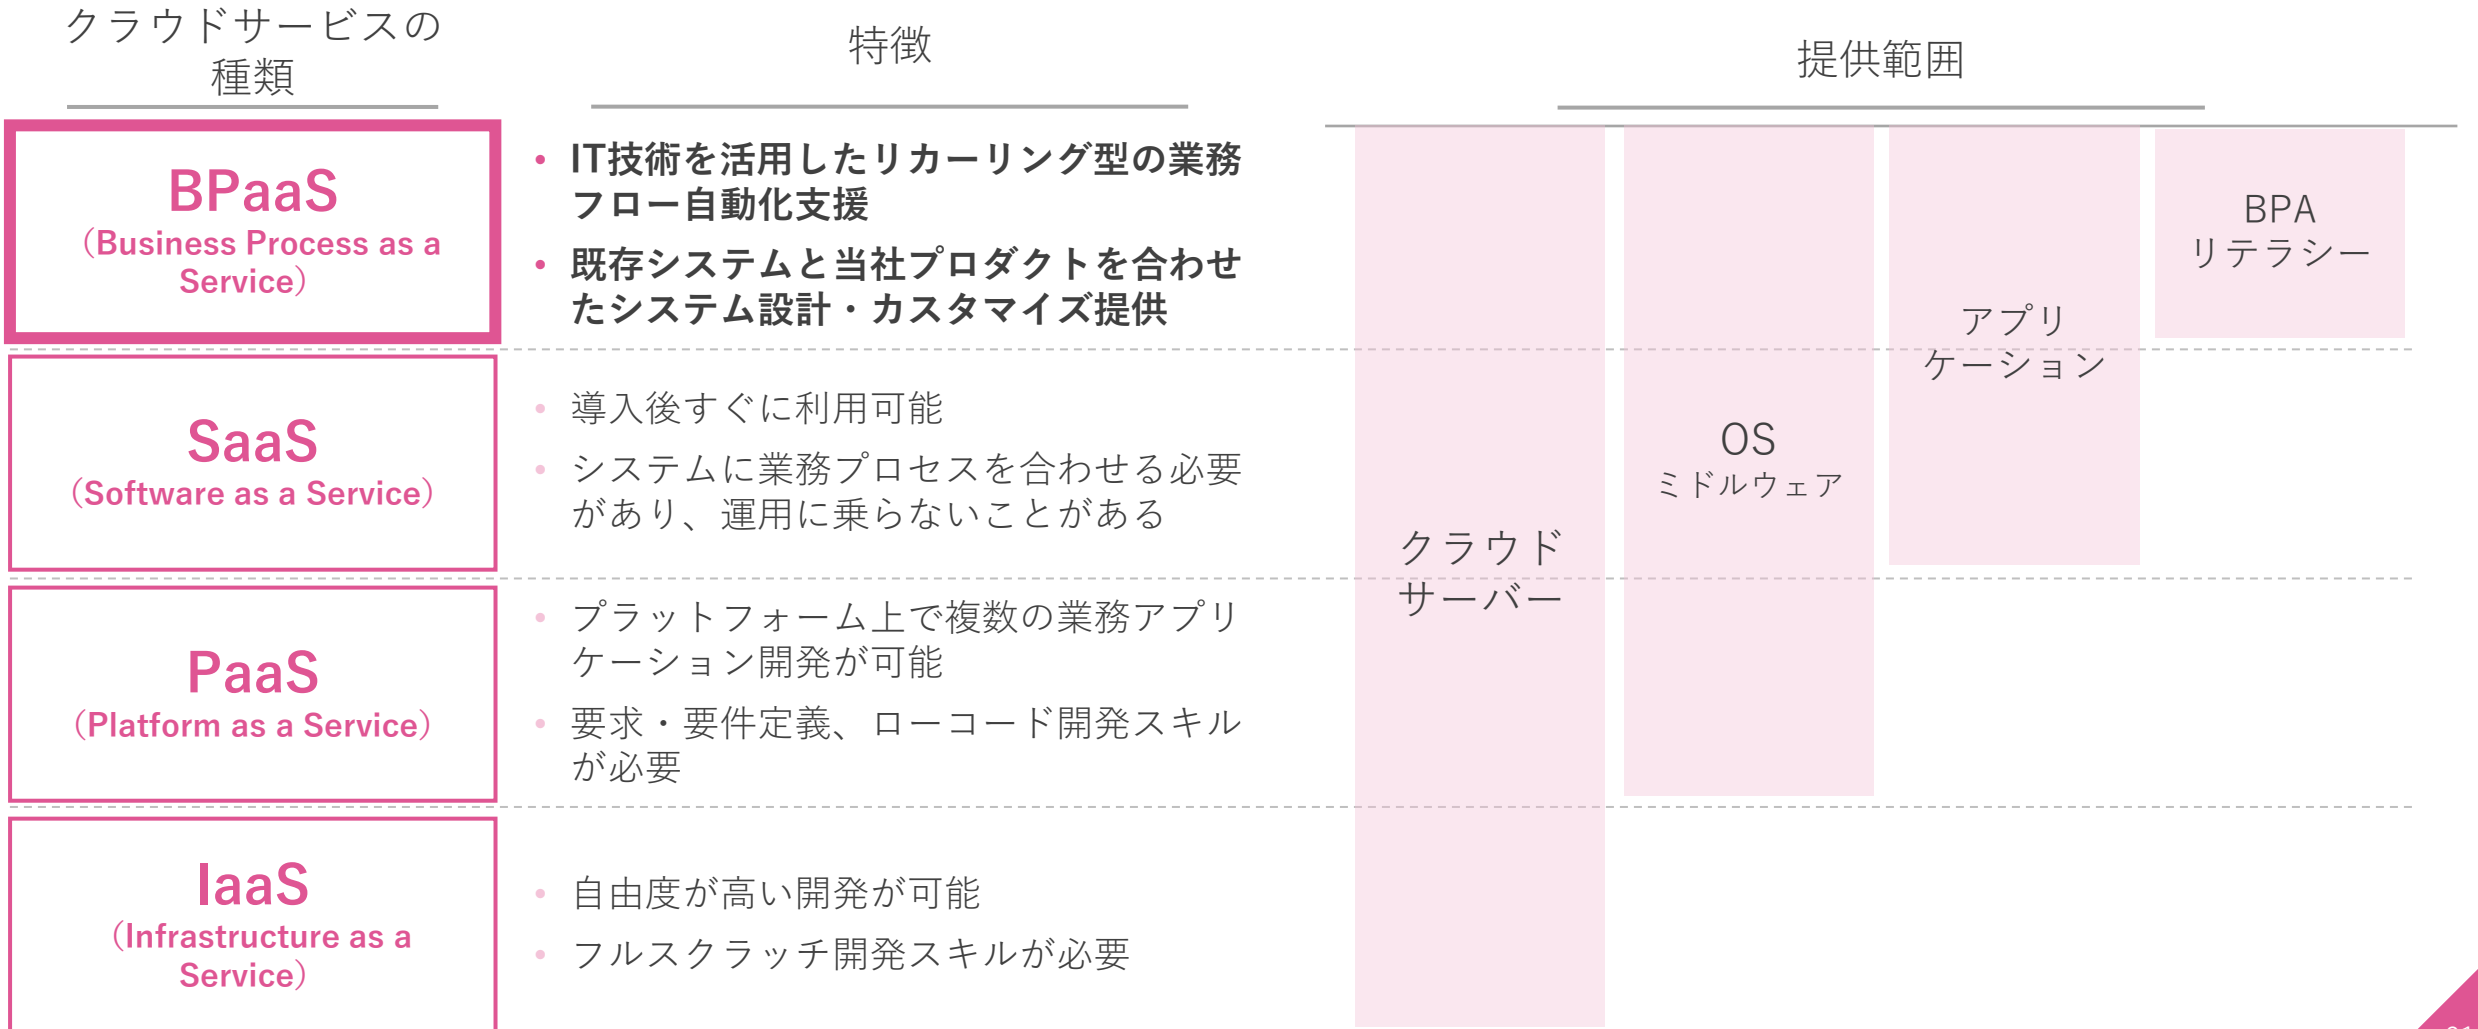 クラウドサービスの
種類
特徴
提供範囲
BPaaS
（Business Process as a
Service）
• IT技術を活用したリカーリング型の業務
フロー自動化支援
• 既存システムと当社プロダクトを合わせ
たシステム設計・カスタマイズ提供
BPA
リテラシー
アプリ
ケーション
SaaS
（Software as a Service）
• 導入後すぐに利用可能
• システムに業務プロセスを合わせる必要
があり、運用に乗らないことがある
OS
ミドルウェア
クラウド
サーバー
PaaS
（Platform as a Service）
• プラットフォーム上で複数の業務アプリ
ケーション開発が可能
• 要求・要件定義、ローコード開発スキル
が必要
IaaS
（Infrastructure as a
Service）
• 自由度が高い開発が可能
• フルスクラッチ開発スキルが必要